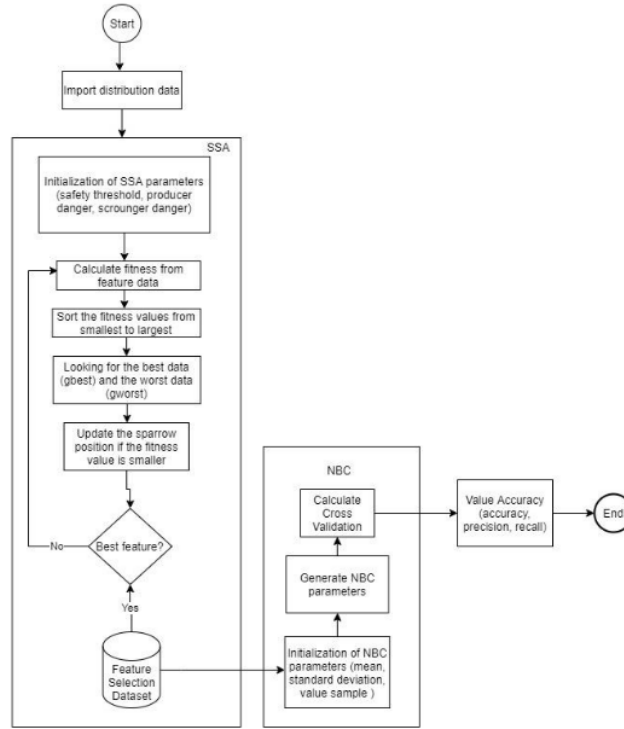 Start
Import distribution data
SSA
Initialization of SSA parameters
(safety threshold, producer
danger, scrounger danger)
Calculate fitness from
feature data
Sort the fitness values from
smallest to largest
Looking for the best data
(gbest) and the worst data
(gworst)
Update the sparrow
position if the fitness
value is smaller
No
Best feature?
Yes
Feature
Selection
Dataset
NBC
Calculate
Cross
Validation
Generate NBC
parameters
Initialization of NBC
parameters (mean,
standard deviation,
value sample )
Value Accuracy
(accuracy,
precision, recall)
End